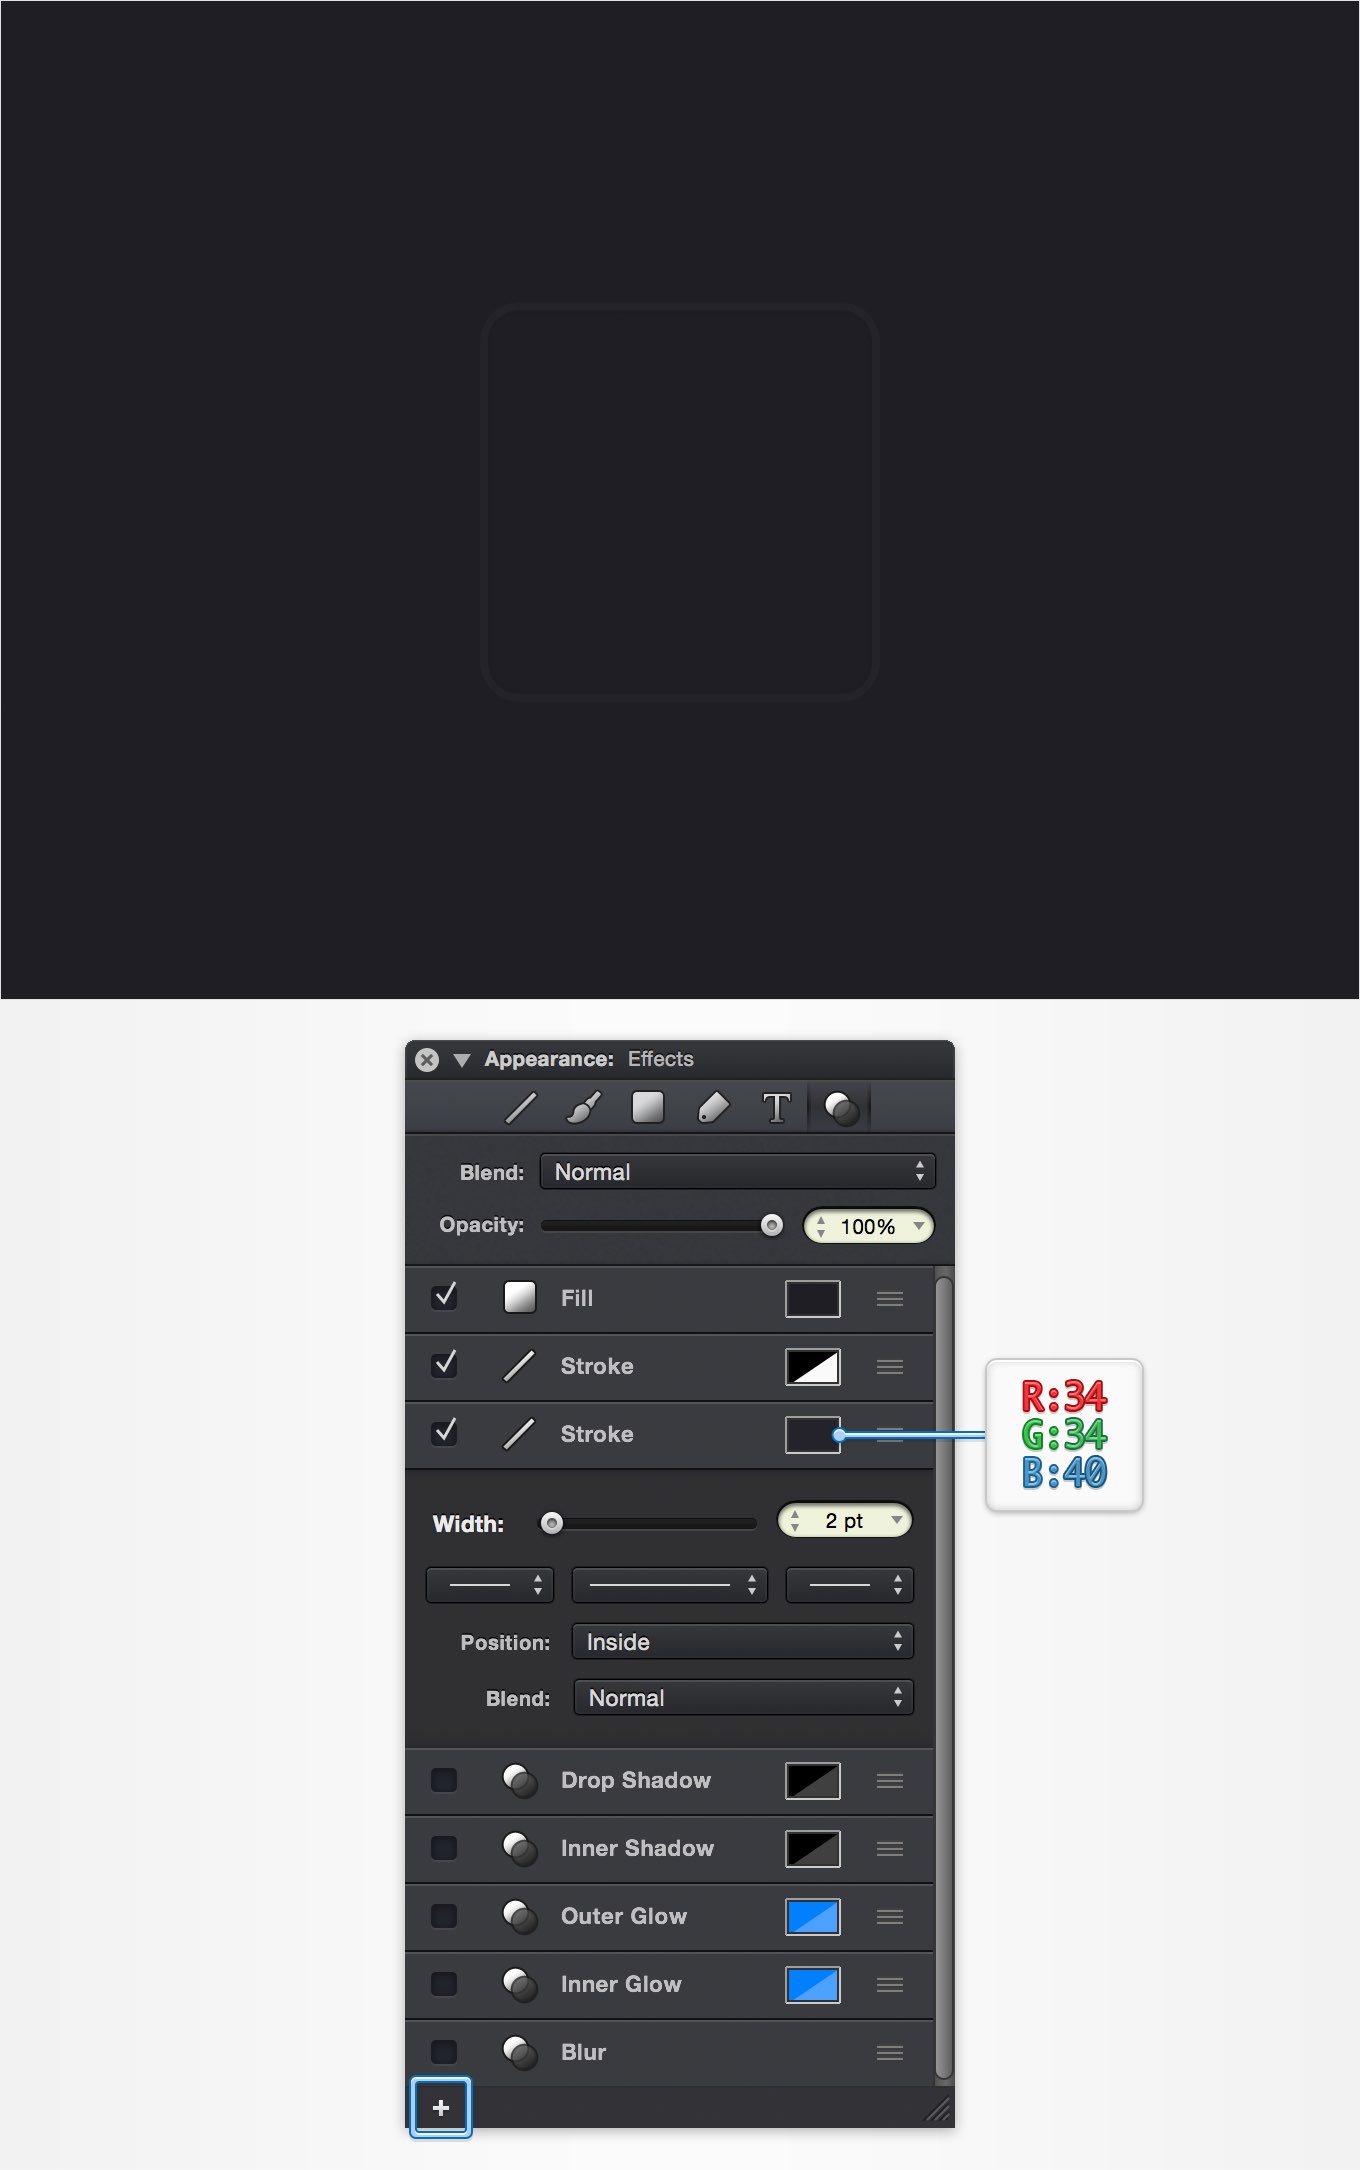 Appearance: Effects
T
Blend: Normal
Opacity: 100%
Fill
Stroke
Stroke
R:34
G:34
B:40
Width: 2 pt
Position: Inside
Blend: Normal
Drop Shadow
Inner Shadow
Outer Glow
Inner Glow
Blur
+